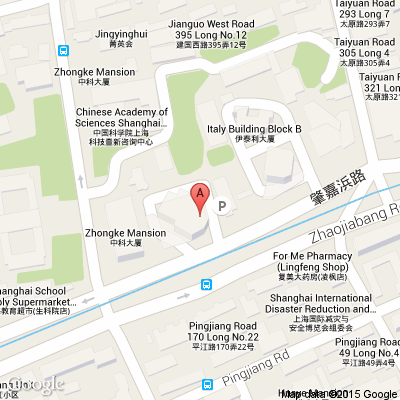 Taiyuan Road
293 Long 7
太原路293弄7
Jianguo West Road
395 Long No.12
建国西路395弄12号
Jingyinghui
菁英会
Taiyuan Road
305 Long 4
太原路305弄4
Zhongke Mansion
中科大厦
Taiyuan Road
321 Long
太原路321
Chinese Academy of
Sciences Shanghai...
中国科学院上海
科技查新咨询中心
Italy Building Block B
伊泰利大厦
肇嘉浜路
A
P
Zhaojiabang R
Zhongke Mansion
中科大厦
For Me Pharmacy
(Lingfeng Shop)
复美大药房(凌枫店)
hanghai School
ply Supermarket...
教育超市(生科院店)
Shanghai International
Disaster Reduction and...
上海国际减灾与
安全博览会组委会
Pingjiang Road
170 Long No.22
平江路170弄22号
Pingjiang Road
49 Long No.4
平江路49弄4号
Pingjiang Rd
Google
小区
Map data ©2015 Google